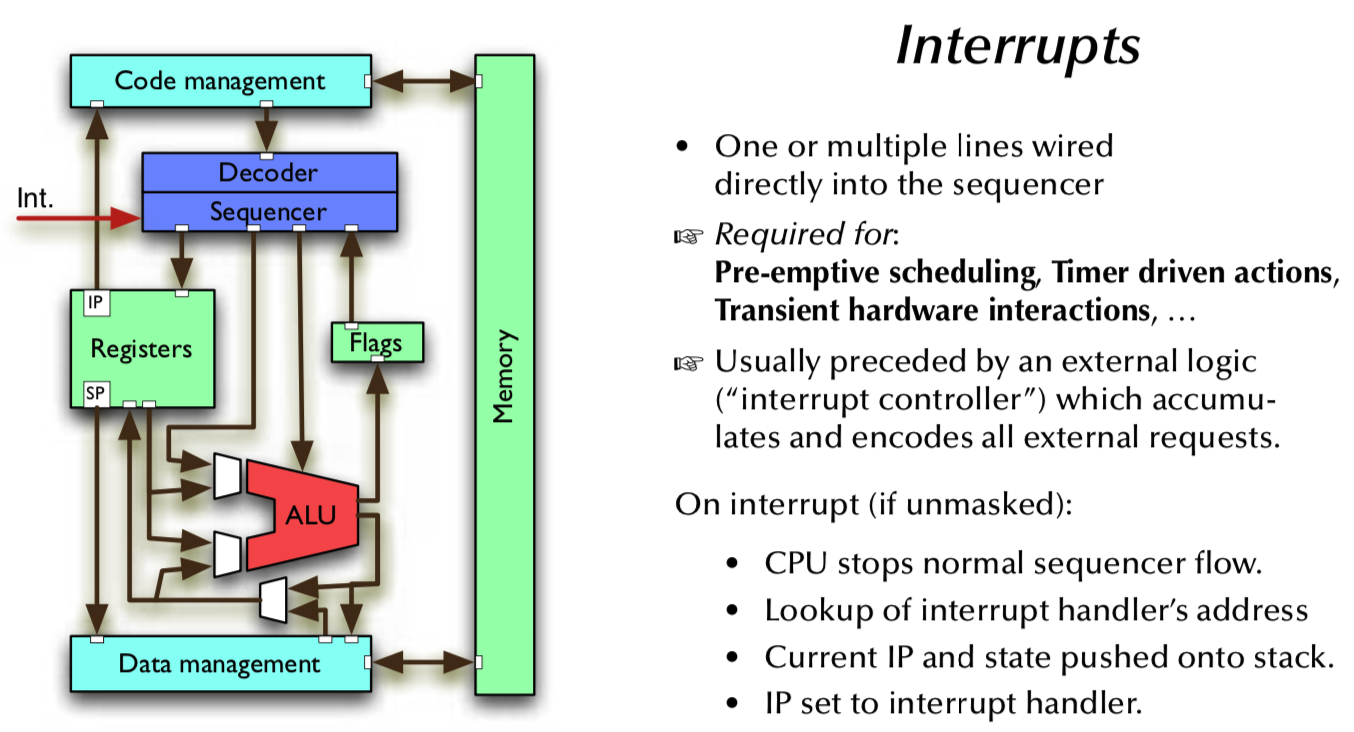 Interrupts
Code management
Decoder
Int.
Sequencer
IP
Registers
Flags
SP
Memory
ALU
Data management
• One or multiple lines wired
directly into the sequencer
☞ Required for:
Pre-emptive scheduling, Timer driven actions,
Transient hardware interactions, …
☞ Usually preceded by an external logic
(“interrupt controller”) which accumu-
lates and encodes all external requests.
On interrupt (if unmasked):
• CPU stops normal sequencer flow.
• Lookup of interrupt handler’s address
• Current IP and state pushed onto stack.
• IP set to interrupt handler.